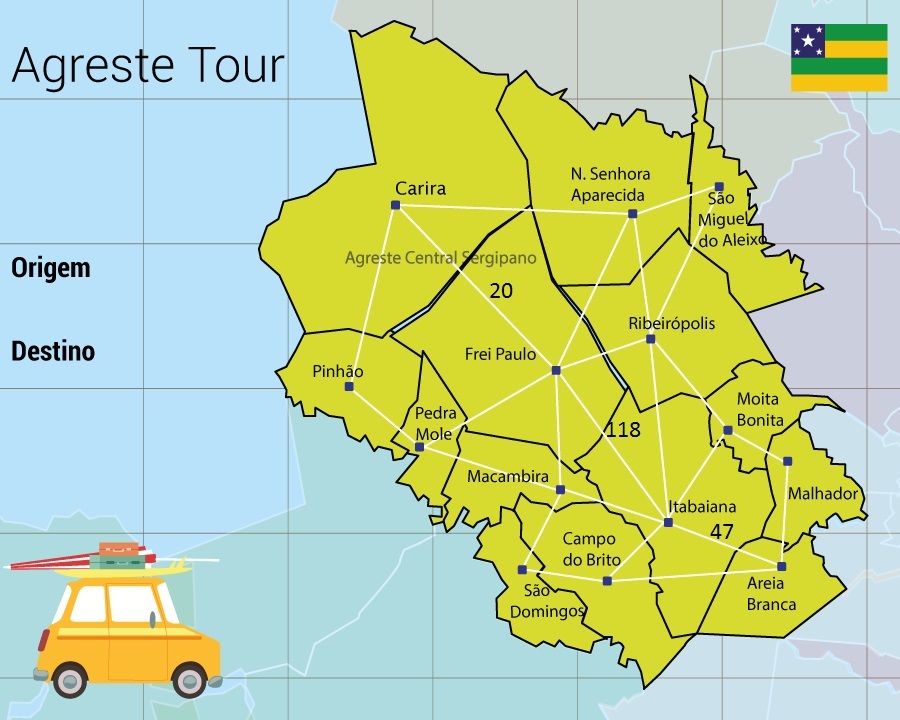 Agreste Tour
N. Senhora
Aparecida
Carira
São
Miguel
do Aleixo
Agreste Central Sergipano
Origem
20
Ribeirópolis
Destino
Frei Paulo
Pinhão
Moita
Bonita
Pedra
Mole
118
Macambira
Malhador
Itabaiana
47
Campo
do Brito
Areia
Branca
São
Domingos